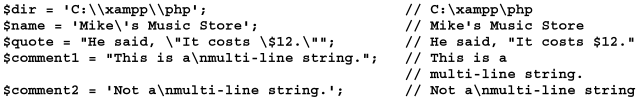 $dir = 'C:\\xampp\\php'; // C:\xampp\php
$name = 'Mike\'s Music Store'; // Mike's Music Store
$quote = "He said, \"It costs \$12.\""; // He said, "It costs $12."
$comment1 = "This is a\nmulti-line string."; // This is a
// multi-line string.
$comment2 = 'Not a\nmulti-line string.'; // Not a\nmulti-line string